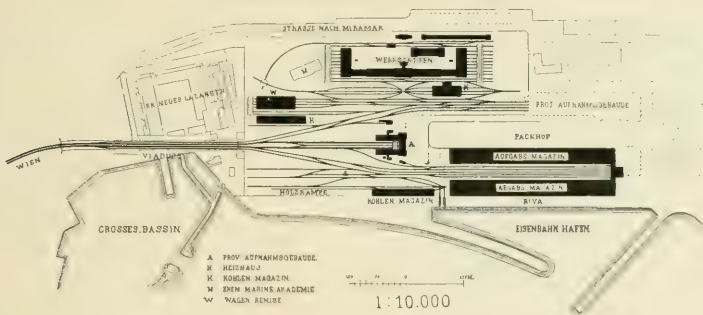 STRASSE NACH MIRAMAR
WERKSTÄTTEN
M
W
H
K
PROV. AUFNAHMSGEBÄUDE
PACKHOF
A
WIEN
VIADUCT
AUFGABS MAGAZIN
ABGABS MAGAZIN
HOLZRAMPE
KOHLEN MAGAZIN
RIVA
GROSSES BASSIN
EISENBAHN HAFEN
A PROV. AUFNAHMSGEBÄUDE.
H HEIZHAUS
K KOHLEN MAGAZIN
M EHEM MARINE AKADEMIE
W WAGEN REMISE
1:10.000